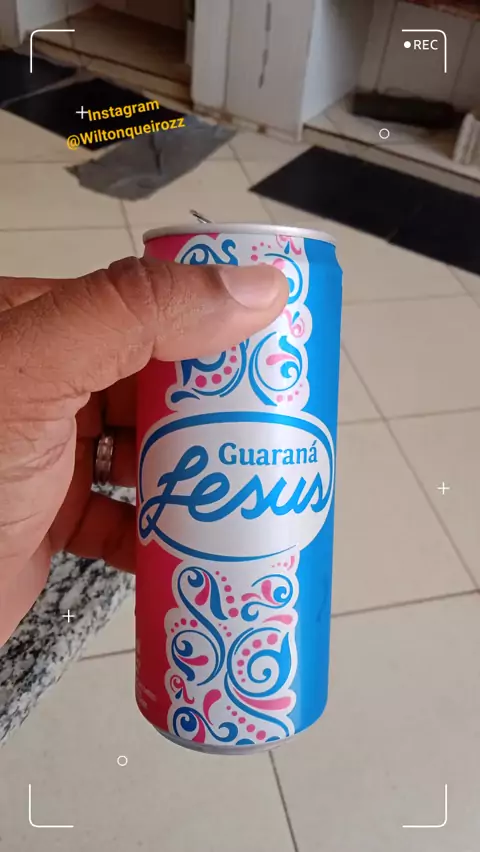 REC
Instagram
@Wiltonqueirozz
Guaraná
Jesus